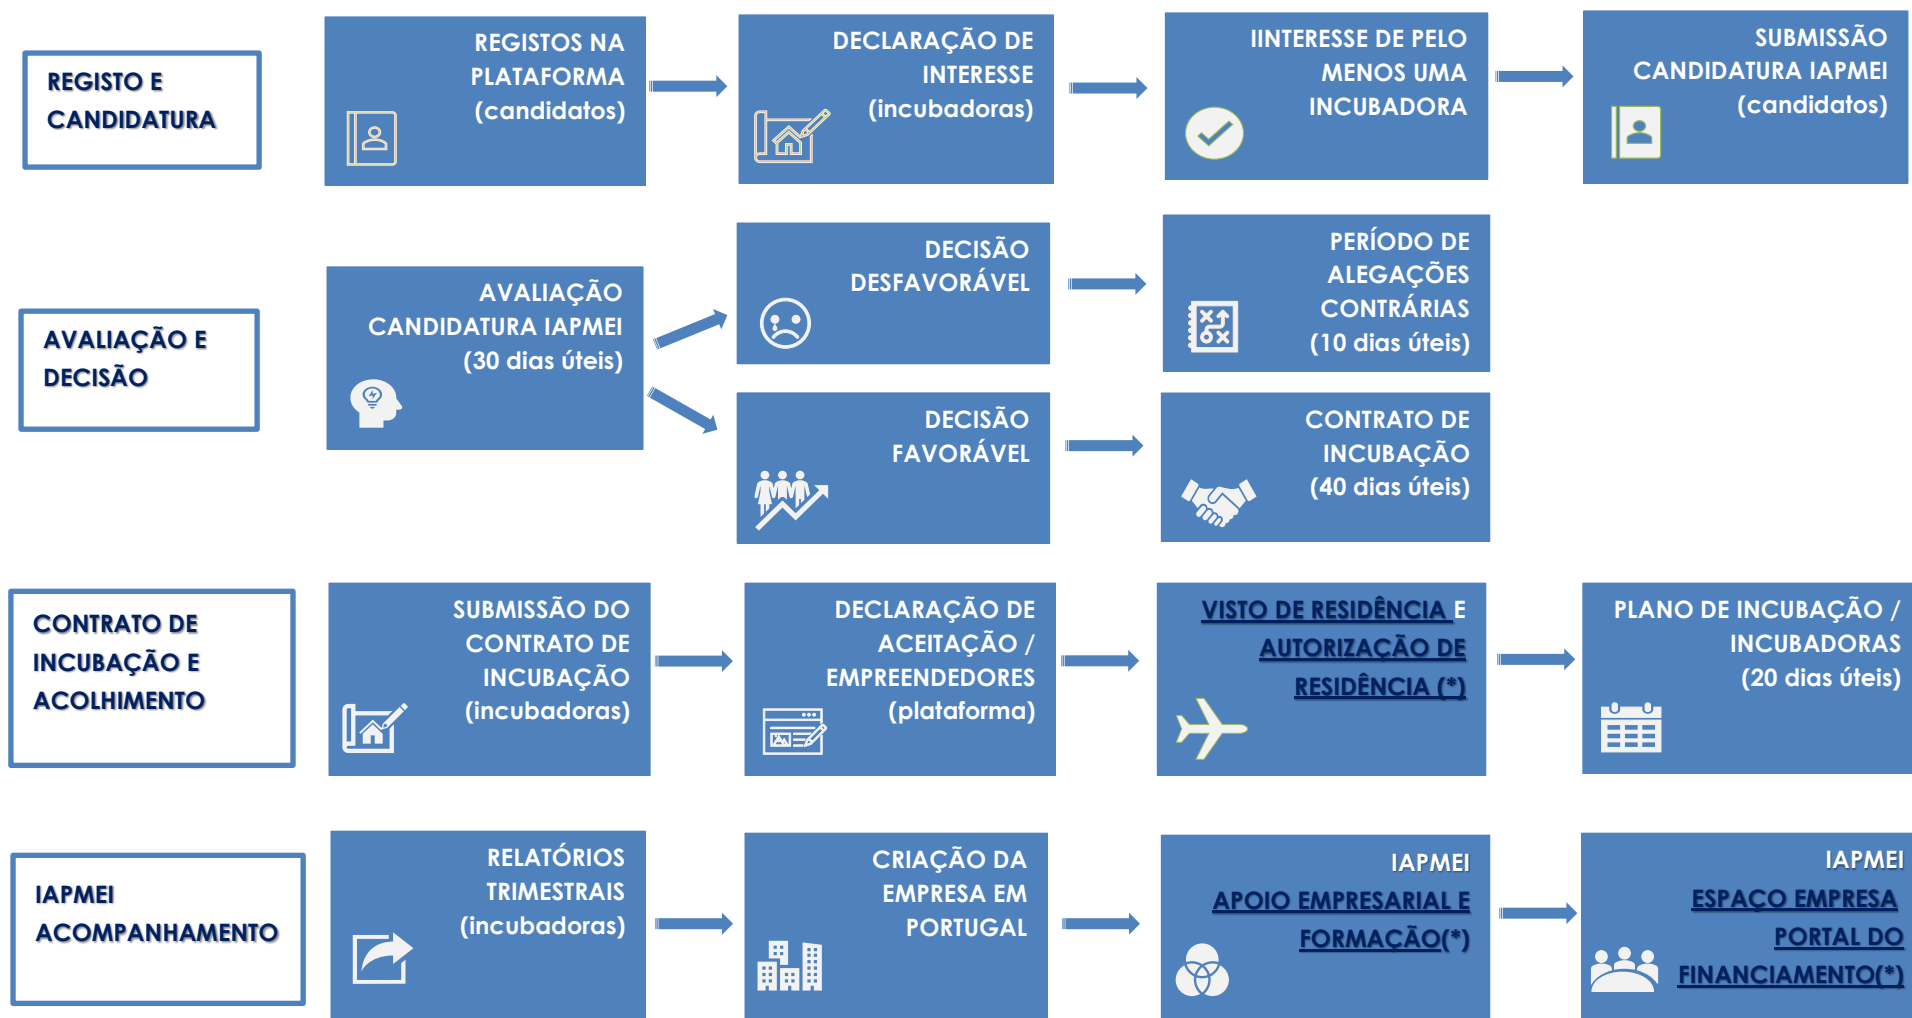 REGISTO E
CANDIDATURA
REGISTOS NA
PLATAFORMA
(candidatos)
DECLARAÇÃO DE
INTERESSE
(incubadoras)
IINTERESSE DE PELO
MENOS UMA
INCUBADORA
SUBMISSÃO
CANDIDATURA IAPMEI
(candidatos)
AVALIAÇÃO E
DECISÃO
AVALIAÇÃO
CANDIDATURA IAPMEI
(30 dias úteis)
DECISÃO
DESFAVORÁVEL
PERÍODO DE
ALEGAÇÕES
CONTRÁRIAS
(10 dias úteis)
DECISÃO
FAVORÁVEL
CONTRATO DE
INCUBAÇÃO
(40 dias úteis)
CONTRATO DE
INCUBAÇÃO E
ACOLHIMENTO
SUBMISSÃO DO
CONTRATO DE
INCUBAÇÃO
(incubadoras)
DECLARAÇÃO DE
ACEITAÇÃO /
EMPREENDEDORES
(plataforma)
VISTO DE RESIDÊNCIA E
AUTORIZAÇÃO DE
RESIDÊNCIA (*)
PLANO DE INCUBAÇÃO /
INCUBADORAS
(20 dias úteis)
IAPMEI
ACOMPANHAMENTO
RELATÓRIOS
TRIMESTRAIS
(incubadoras)
CRIAÇÃO DA
EMPRESA EM
PORTUGAL
IAPMEI
APOIO EMPRESARIAL E
FORMAÇÃO(*)
IAPMEI
ESPAÇO EMPRESA
PORTAL DO
FINANCIAMENTO(*)